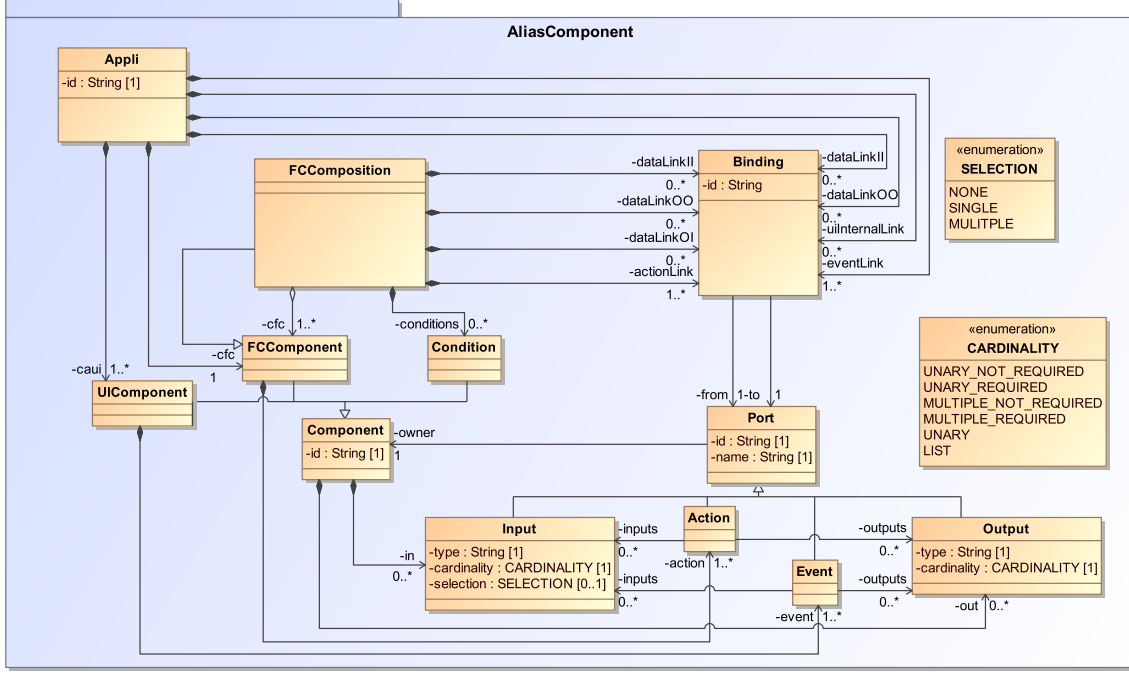 AliasComponent
Appli
-id : String [1]
FCComposition
-dataLinkII
0..*
-dataLinkOO
0..*
-dataLinkOI
0..*
-actionLink
1..*
Binding
-id : String
-dataLinkII
0..*
-dataLinkOO
0..*
-uiInternalLink
0..*
-eventLink
1..*
«enumeration»
SELECTION
NONE
SINGLE
MULITPLE
«enumeration»
CARDINALITY
UNARY_NOT_REQUIRED
UNARY_REQUIRED
MULTIPLE_NOT_REQUIRED
MULTIPLE_REQUIRED
UNARY
LIST
-cfc 1..*
-conditions 0..*
-cfc
1
FCComponent
Condition
-caui 1..*
UIComponent
-from 1
-to 1
Component
-id : String [1]
-owner
1
Port
-id : String [1]
-name : String [1]
-in
0..*
Input
-type : String [1]
-cardinality : CARDINALITY [1]
-selection : SELECTION [0..1]
-inputs
0..*
-inputs
0..*
Action
-action 1..*
Event
-event 1..*
-outputs
0..*
-outputs
0..*
Output
-type : String [1]
-cardinality : CARDINALITY [1]
-out 0..*